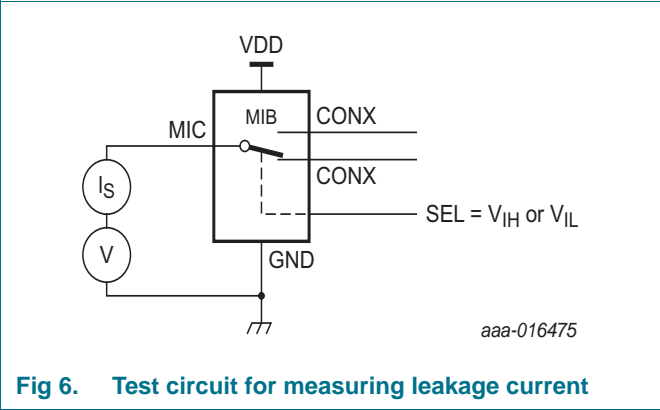 VDD
MIB
CONX
MIC
CONX
IS
SEL = VIH or VIL
V
GND
aaa-016475
Fig 6. Test circuit for measuring leakage current